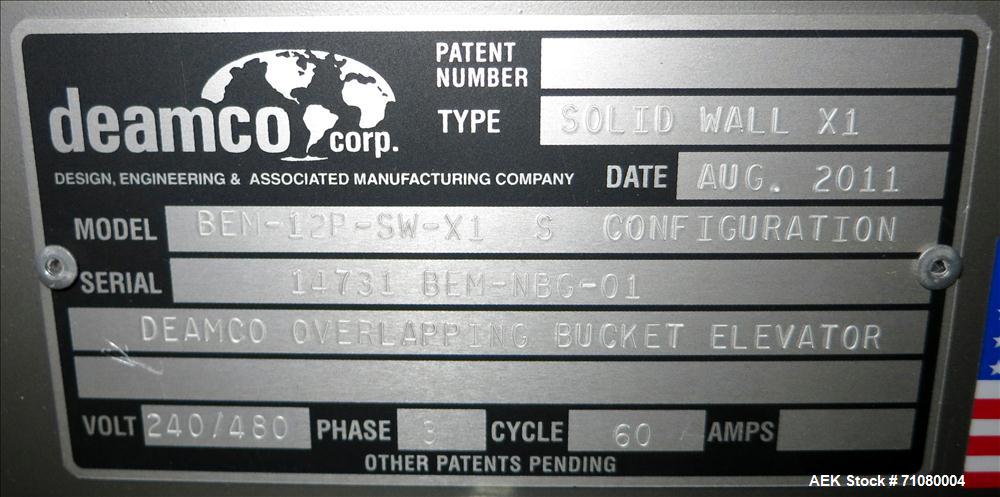 deamco corp.
DESIGN, ENGINEERING & ASSOCIATED MANUFACTURING COMPANY
PATENT NUMBER
TYPE SOLID WALL X1
DATE AUG. 2011
MODEL BEM-12P-SW-X1 S CONFIGURATION
SERIAL 14731 BEM-NBG-01
DEAMCO OVERLAPPING BUCKET ELEVATOR
VOLT 240/480 PHASE 3 CYCLE 60 AMPS
OTHER PATENTS PENDING
AEK Stock #71080004